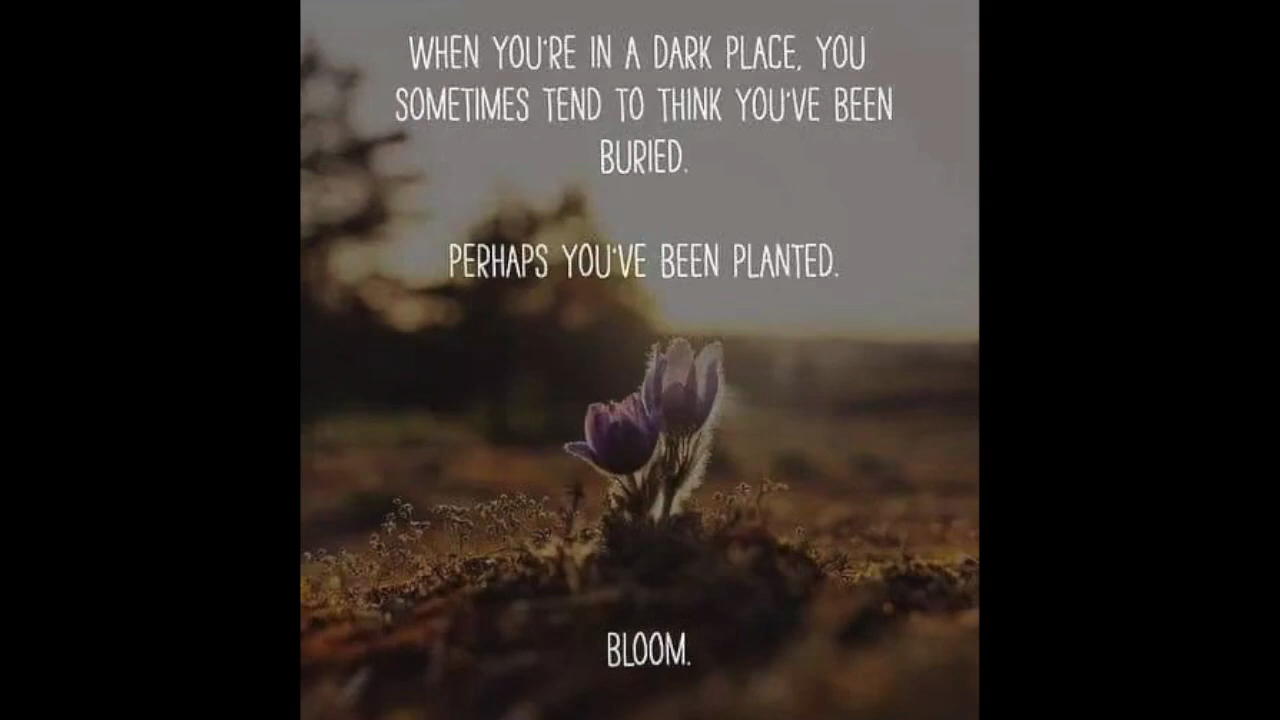 WHEN YOU'RE IN A DARK PLACE, YOU
SOMETIMES TEND TO THINK YOU'VE BEEN
BURIED.
PERHAPS YOU'VE BEEN PLANTED.
BLOOM.